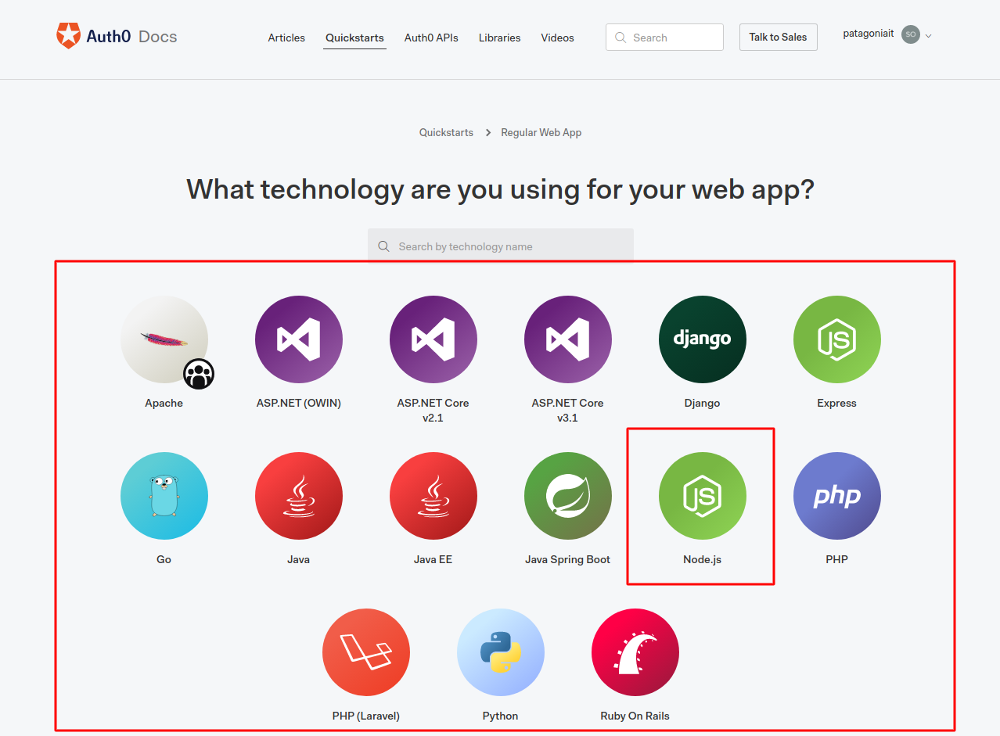 Auth0 Docs
Articles Quickstarts Auth0 APIs Libraries Videos Search Talk to Sales patagoniait SO
Quickstarts Regular Web App
What technology are you using for your web app?
Search by technology name
django
JS
Apache
ASP.NET (OWIN)
ASP.NET Core
v2.1
ASP.NET Core
v3.1
Django
Express
JS
php
Go
Java
Java EE
Java Spring Boot
Node.js
PHP
PHP (Laravel)
Python
Ruby On Rails